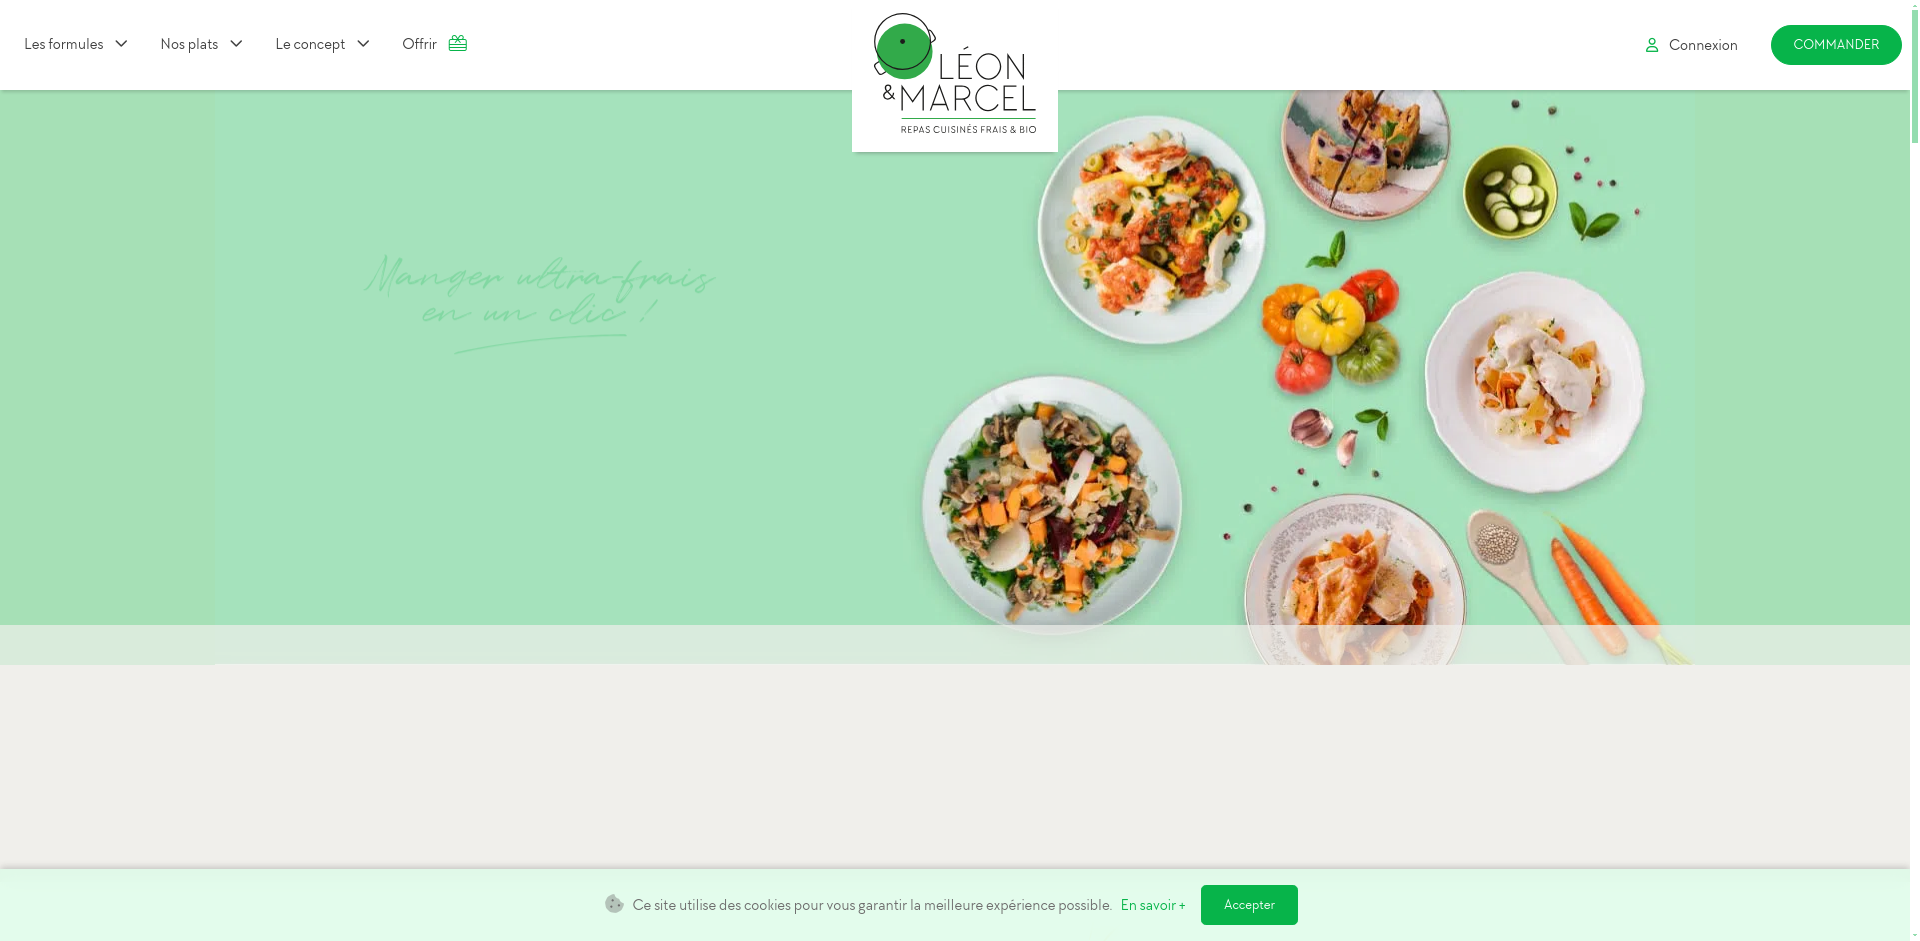 Les formules
Nos plats
Le concept
Offrir
LÉON
& MARCEL
REPAS CUISINÉS FRAIS & BIO
Connexion
COMMANDER
Manger ultra-frais
en un clic !
Ce site utilise des cookies pour vous garantir la meilleure expérience possible. En savoir +
Accepter